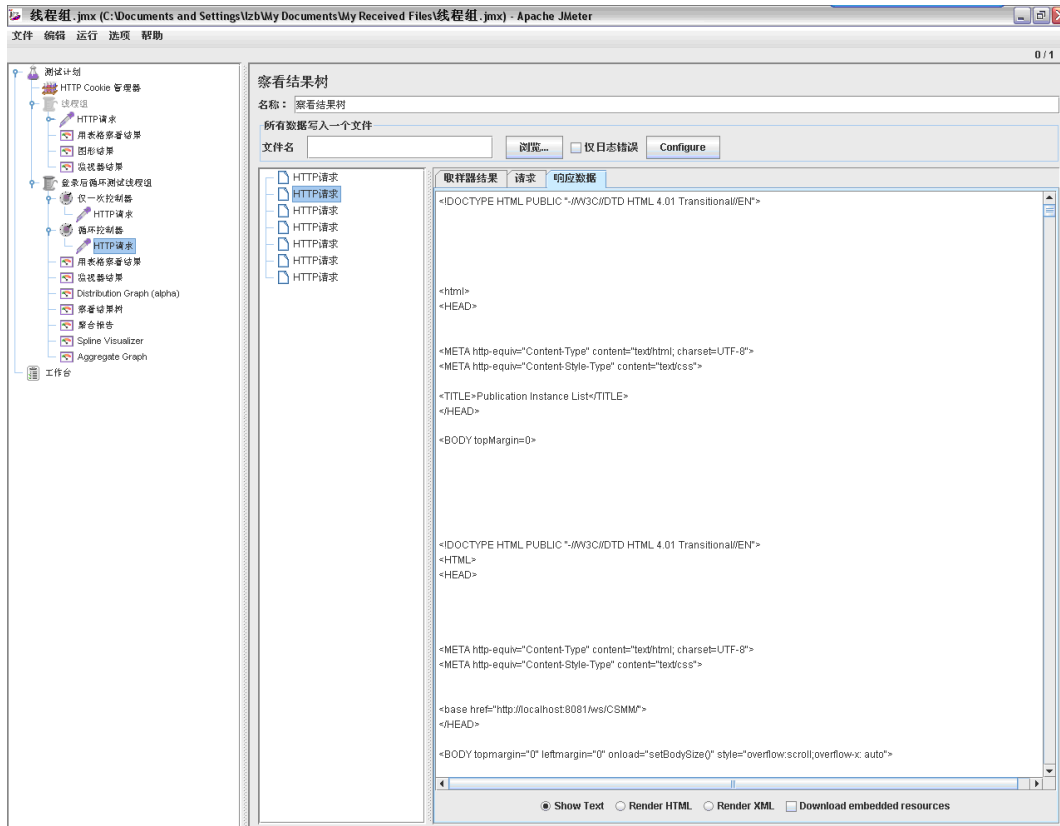 线程组.jmx (C:\Documents and Settings\lzb\My Documents\My Received Files\线程组.jmx) - Apache JMeter
文件 编辑 运行 选项 帮助
0 / 1
测试计划
HTTP Cookie 管理器
线程组
HTTP请求
用表格察看结果
图形结果
监视器结果
登录后循环测试线程组
仅一次控制器
HTTP请求
循环控制器
HTTP请求
用表格察看结果
监视器结果
Distribution Graph (alpha)
察看结果树
聚合报告
Spline Visualizer
Aggregate Graph
工作台
察看结果树
名称： 察看结果树
所有数据写入一个文件
文件名 浏览... 仅日志错误 Configure
HTTP请求
HTTP请求
HTTP请求
HTTP请求
HTTP请求
HTTP请求
HTTP请求
取样器结果 请求 响应数据
<!DOCTYPE HTML PUBLIC "-//W3C//DTD HTML 4.01 Transitional//EN">
<html>
<HEAD>
<META http-equiv="Content-Type" content="text/html; charset=UTF-8">
<META http-equiv="Content-Style-Type" content="text/css">
<TITLE>Publication Instance List</TITLE>
</HEAD>
<BODY topMargin=0>
<!DOCTYPE HTML PUBLIC "-//W3C//DTD HTML 4.01 Transitional//EN">
<HTML>
<HEAD>
<META http-equiv="Content-Type" content="text/html; charset=UTF-8">
<META http-equiv="Content-Style-Type" content="text/css">
<base href="http://localhost:8081/ws/CSMM/">
</HEAD>
<BODY topmargin="0" leftmargin="0" onload="setBodySize()" style="overflow:scroll;overflow-x: auto">
Show Text Render HTML Render XML Download embedded resources